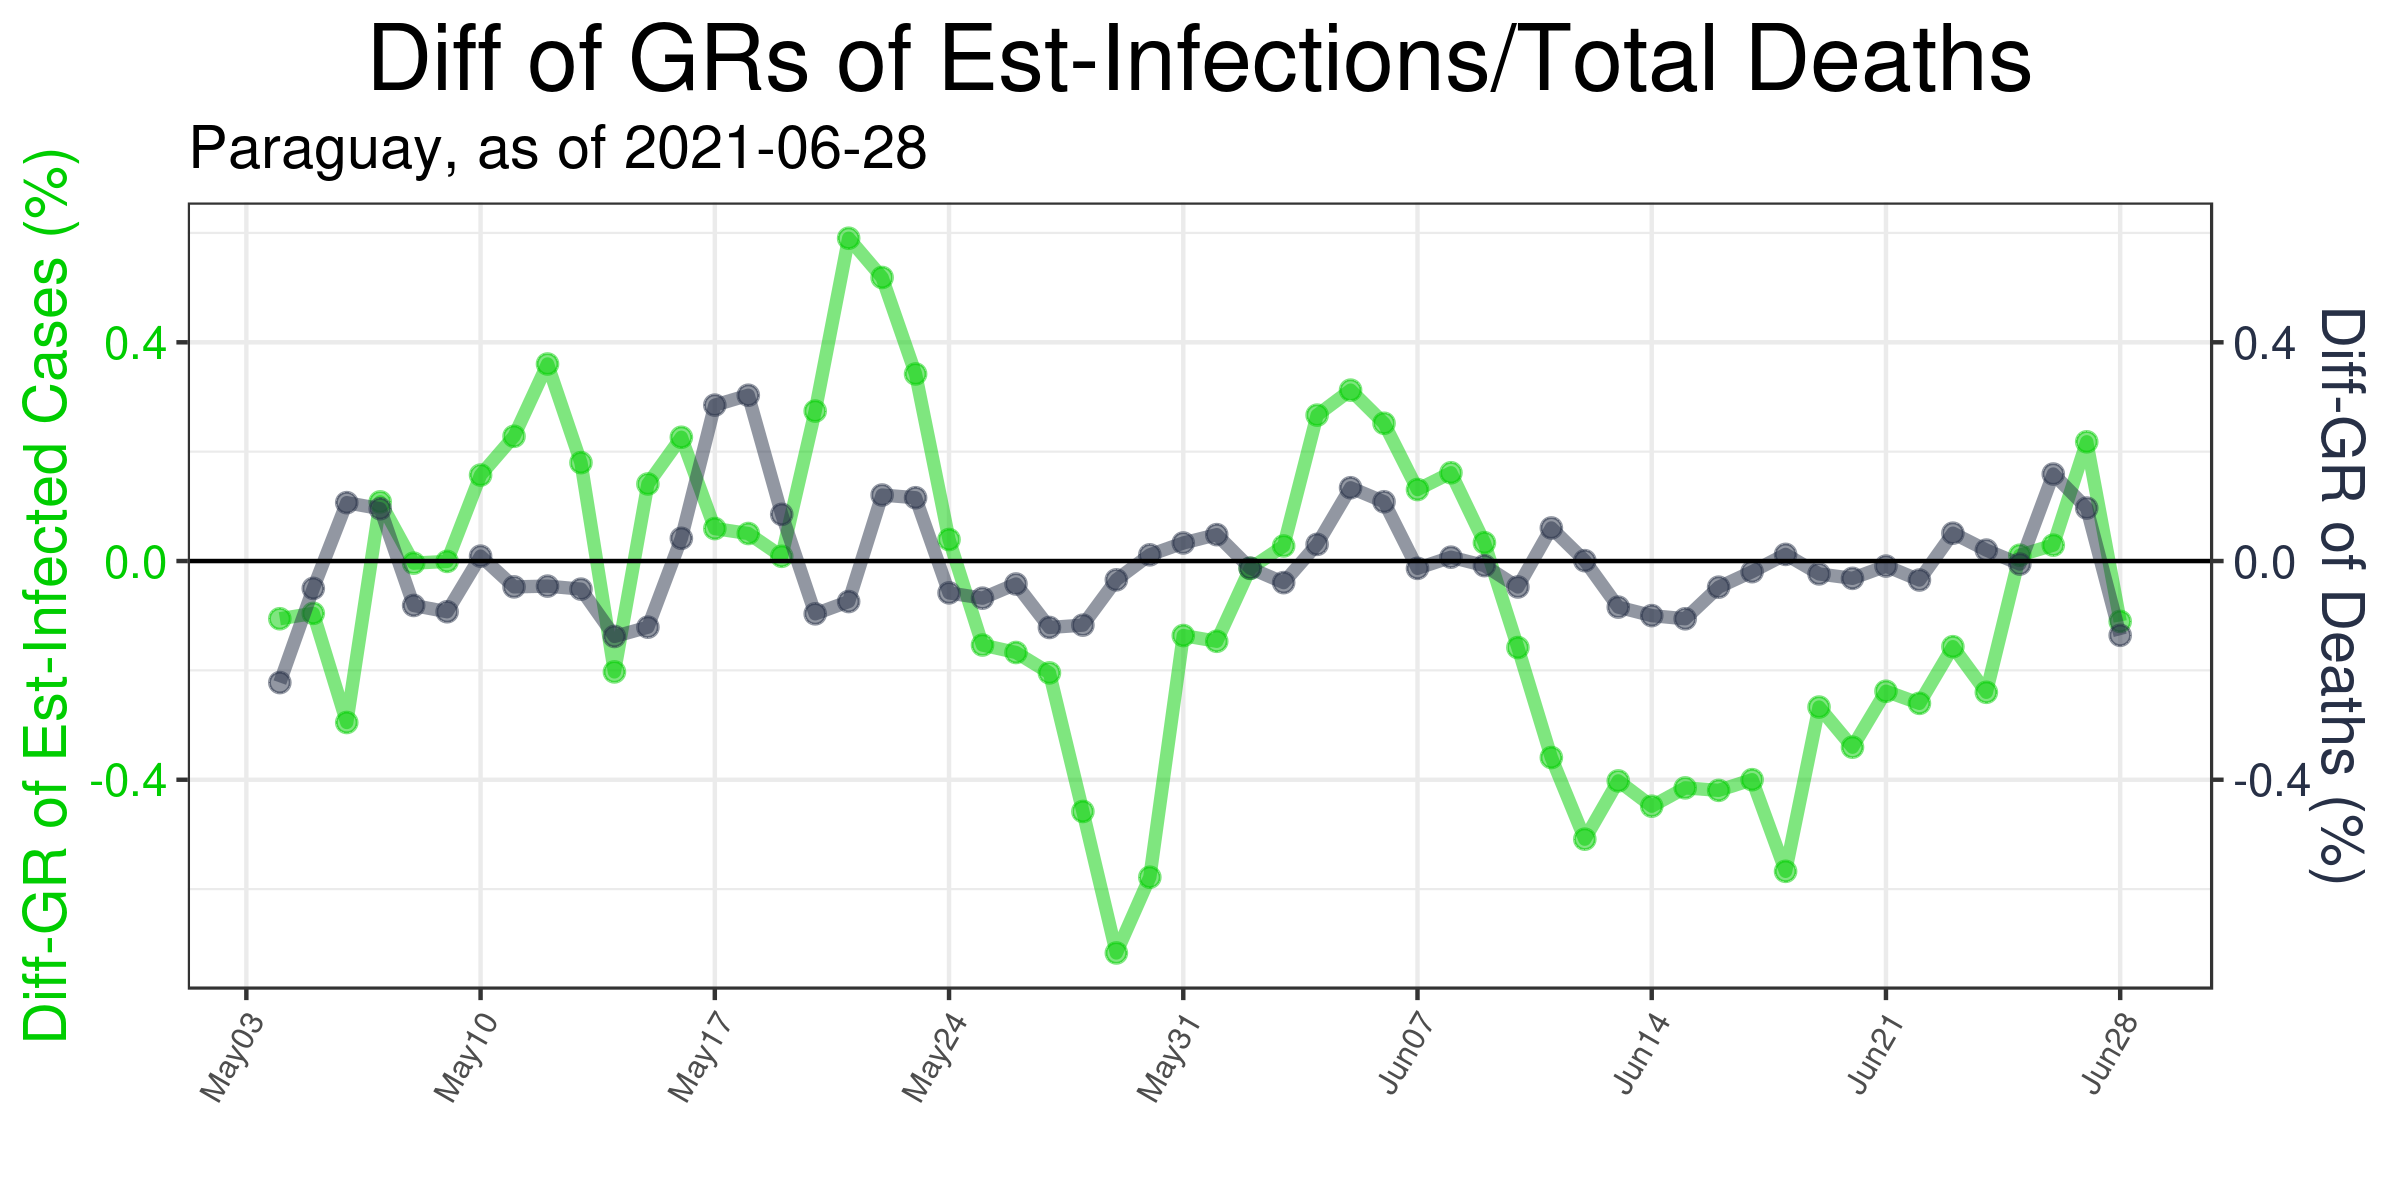 Diff of GRs of Est-Infections/Total Deaths
Paraguay, as of 2021-06-28
Diff-GR of Est-Infected Cases (%)
0.4
0.0
-0.4
0.4
0.0
-0.4
Diff-GR of Deaths (%)
May03
May10
May17
May24
May31
Jun07
Jun14
Jun21
Jun28